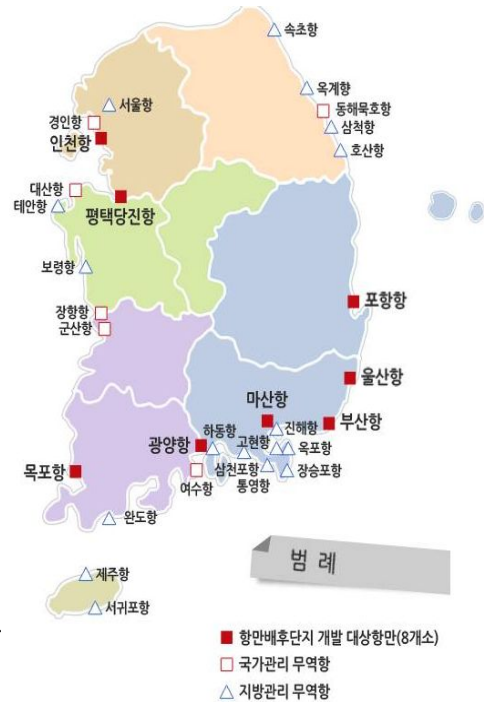 속초항
옥계항
서울항
동해묵호항
경인항
삼척항
인천항
호산항
대산항
태안항
평택당진항
보령항
포항항
장항항
군산항
울산항
마산항
진해항
부산항
하동항
고현항
광양항
옥포항
삼천포항
장승포항
목포항
여수항
통영항
완도항
제주항
서귀포항
범 례
항만배후단지 개발 대상항만(8개소)
국가관리 무역항
지방관리 무역항